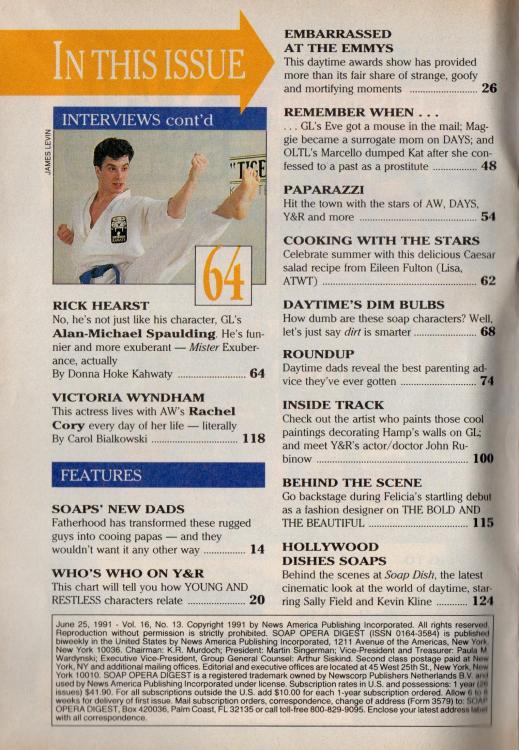 IN THIS ISSUE
JAMES LEVIN
INTERVIEWS cont'd
"TIGE
64
RICK HEARST
No, he's not just like his character, GL's
Alan-Michael Spaulding. He's fun-
nier and more exuberant — Mister Exuber-
ance, actually
By Donna Hoke Kahwaty ........................ 64
VICTORIA WYNDHAM
This actress lives with AW's Rachel
Cory every day of her life — literally
By Carol Bialkowski ........................ 118
FEATURES
SOAPS' NEW DADS
Fatherhood has transformed these rugged
guys into cooing papas — and they
wouldn't want it any other way ............... 14
WHO'S WHO ON Y&R
This chart will tell you how YOUNG AND
RESTLESS characters relate .................... 20
EMBARRASSED
AT THE EMMYS
This daytime awards show has provided
more than its fair share of strange, goofy
and mortifying moments ........................ 26
REMEMBER WHEN . . .
. . . GL's Eve got a mouse in the mail; Mag-
gie became a surrogate mom on DAYS; and
OLTL's Marcello dumped Kat after she con-
fessed to a past as a prostitute ................ 48
PAPARAZZI
Hit the town with the stars of AW, DAYS,
Y&R and more ........................................ 54
COOKING WITH THE STARS
Celebrate summer with this delicious Caesar
salad recipe from Eileen Fulton (Lisa,
ATWT) .................................................... 62
DAYTIME'S DIM BULBS
How dumb are these soap characters? Well,
let's just say dirt is smarter ...................... 68
ROUNDUP
Daytime dads reveal the best parenting ad-
vice they've ever gotten .......................... 74
INSIDE TRACK
Check out the artist who paints those cool
paintings decorating Hamp's walls on GL;
and meet Y&R's actor/doctor John Ru-
binow .................................................... 100
BEHIND THE SCENE
Go backstage during Felicia's startling debut
as a fashion designer on THE BOLD AND
THE BEAUTIFUL .................................. 115
HOLLYWOOD
DISHES SOAPS
Behind the scenes at Soap Dish, the latest
cinematic look at the world of daytime, star-
ring Sally Field and Kevin Kline ............ 124
June 25, 1991 - Vol. 16, No. 13. Copyright 1991 by News America Publishing Incorporated. All rights reserved.
Reproduction without permission is strictly prohibited. SOAP OPERA DIGEST (ISSN 0164-3584) is published
biweekly in the United States by News America Publishing Incorporated, 1211 Avenue of the Americas, New York,
New York 10036. Chairman: K.R. Murdoch; President: Martin Singerman; Vice-President and Treasurer: Paula M.
Wardynski; Executive Vice-President, Group General Counsel: Arthur Siskind. Second class postage paid at New
York, NY and additional mailing offices. Editorial and executive offices are located at 45 West 25th St., New York, New
York 10010. SOAP OPERA DIGEST is a registered trademark owned by Newscorp Publishers Netherlands B.V. and
used by News America Publishing Incorporated under license. Subscription rates in U.S. and possessions: 1 year (26
issues) $41.90. For all subscriptions outside the U.S. add $10.00 for each 1-year subscription ordered. Allow 6 to 8
weeks for delivery of first issue. Mail subscription orders, correspondence, change of address (Form 3579) to: SOAP
OPERA DIGEST, Box 420036, Palm Coast, FL 32135 or call toll-free 800-829-9095. Enclose your latest address label
with all correspondence.